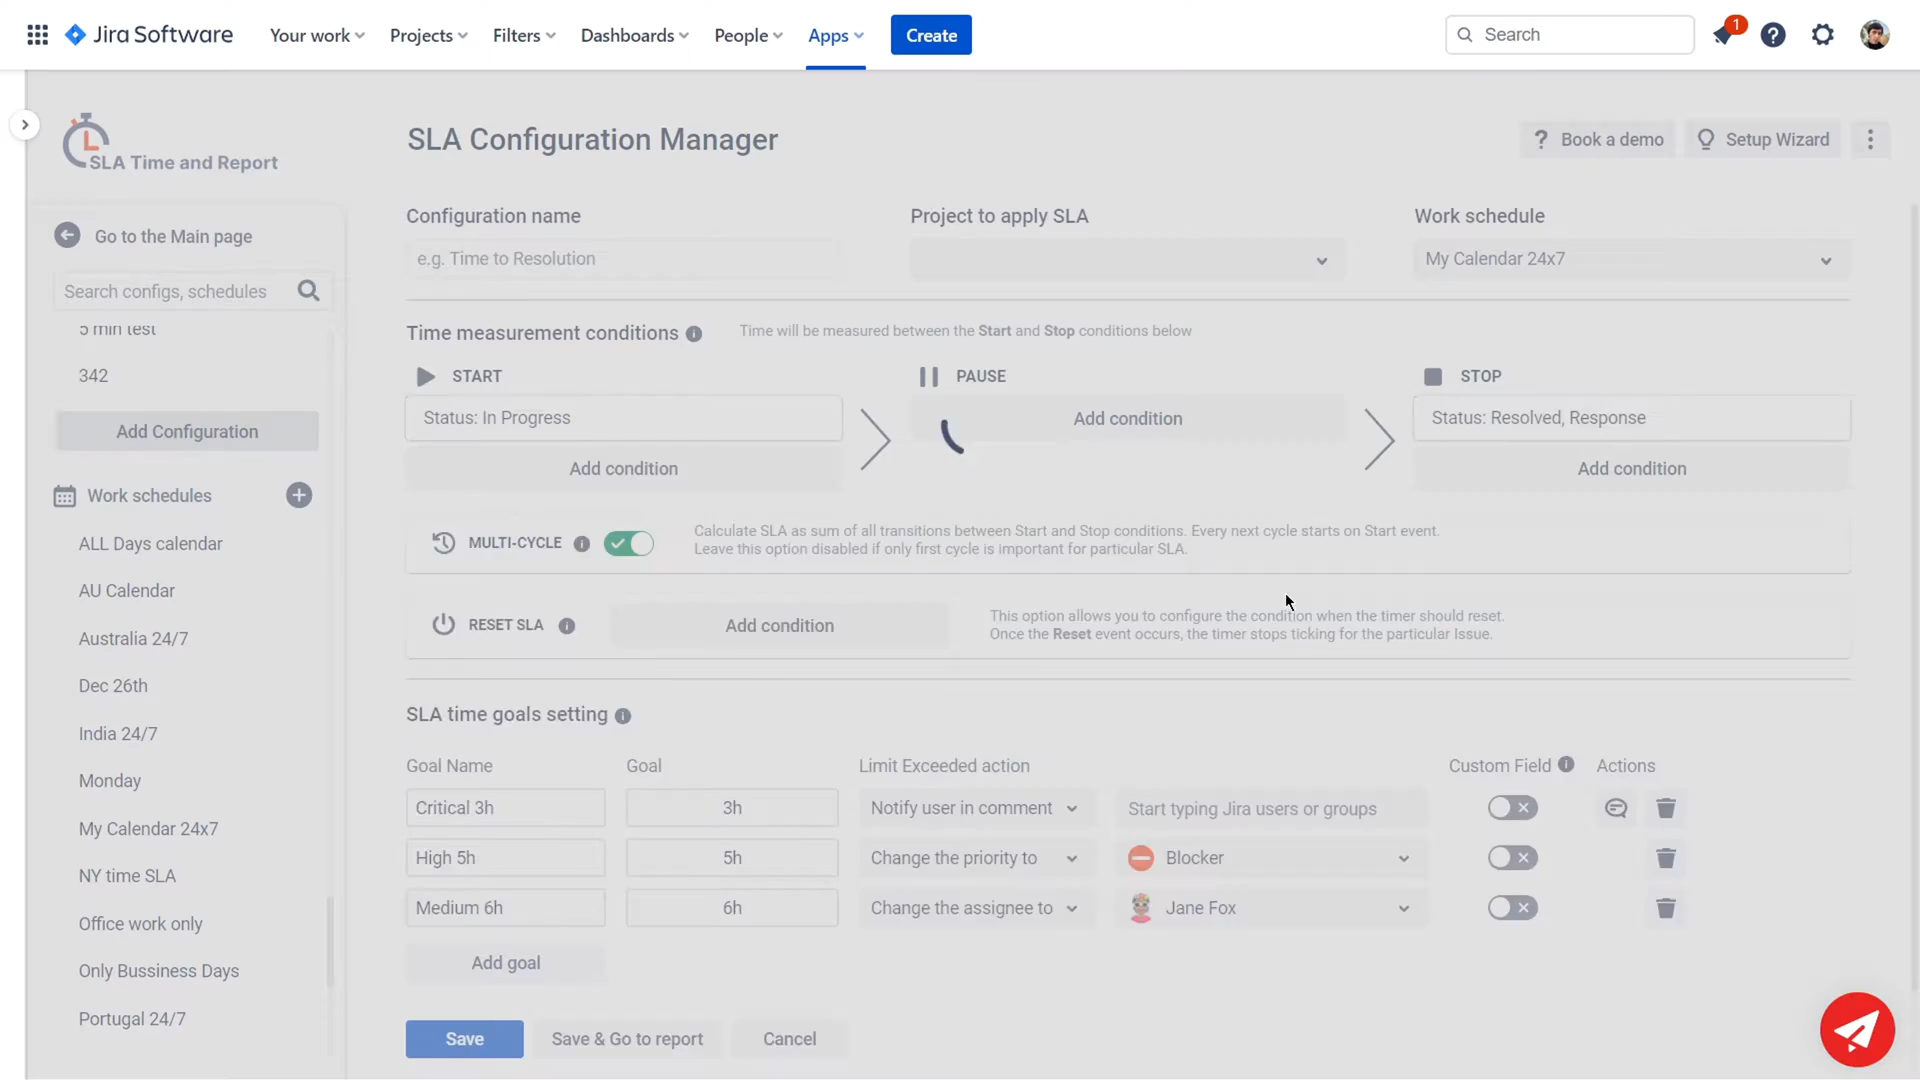 Jira Software
Your work
Projects
Filters
Dashboards
People
Apps
Create
Search
1
SLA Time and Report
SLA Configuration Manager
? Book a demo
Setup Wizard
Go to the Main page
Search configs, schedules
5 min test
342
Add Configuration
Work schedules
ALL Days calendar
AU Calendar
Australia 24/7
Dec 26th
India 24/7
Monday
My Calendar 24x7
NY time SLA
Office work only
Only Bussiness Days
Portugal 24/7
Configuration name
Project to apply SLA
Work schedule
e.g. Time to Resolution
My Calendar 24x7
Time measurement conditions
Time will be measured between the Start and Stop conditions below
START
PAUSE
STOP
Status: In Progress
Add condition
Status: Resolved, Response
Add condition
Add condition
MULTI-CYCLE
Calculate SLA as sum of all transitions between Start and Stop conditions. Every next cycle starts on Start event.
Leave this option disabled if only first cycle is important for particular SLA.
RESET SLA
Add condition
This option allows you to configure the condition when the timer should reset.
Once the Reset event occurs, the timer stops ticking for the particular Issue.
SLA time goals setting
Goal Name
Goal
Limit Exceeded action
Custom Field
Actions
Critical 3h
3h
Notify user in comment
Start typing Jira users or groups
High 5h
5h
Change the priority to
Blocker
Medium 6h
6h
Change the assignee to
Jane Fox
Add goal
Save
Save & Go to report
Cancel